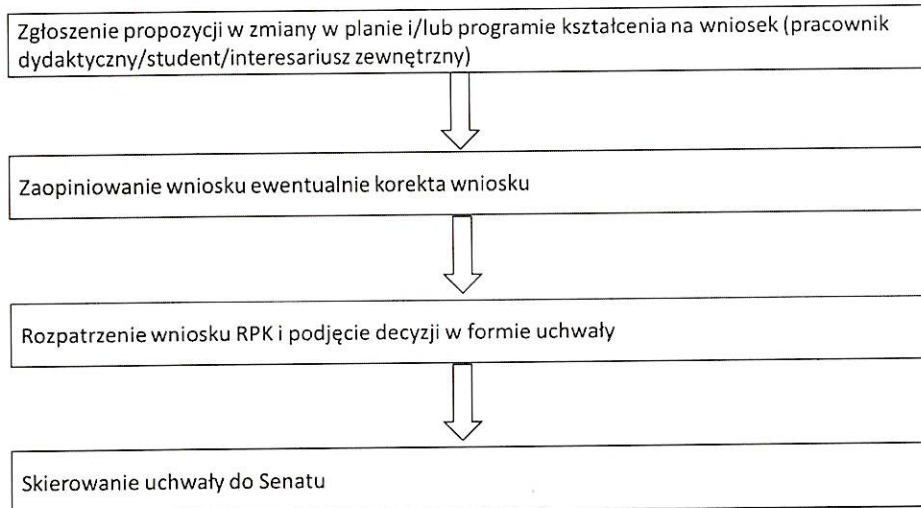 Zgłoszenie propozycji w zmiany w planie i/lub programie kształcenia na wniosek (pracownik
dydaktyczny/student/interesariusz zewnętrzny)
Zaopiniowanie wniosku ewentualnie korekta wniosku
Rozpatrzenie wniosku RPK i podjęcie decyzji w formie uchwały
Skierowanie uchwały do Senatu